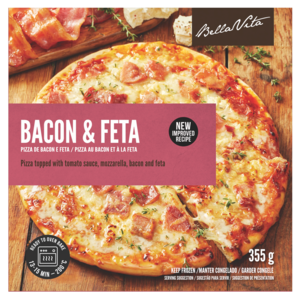 BellaVita
BACON & FETA
PIZZA DE BACON E FETA / PIZZA AU BACON ET À LA FETA
NEW
IMPROVED
RECIPE
Pizza topped with tomato sauce, mozzarella, bacon and feta
READY TO OVEN BAKE
12-15 MIN - 200°C
355 g
KEEP FROZEN / MANTER CONGELADO / GARDER CONGELÉ
SERVING SUGGESTION / SUGESTÃO PARA SERVIR / SUGGESTION DE PRÉSENTATION